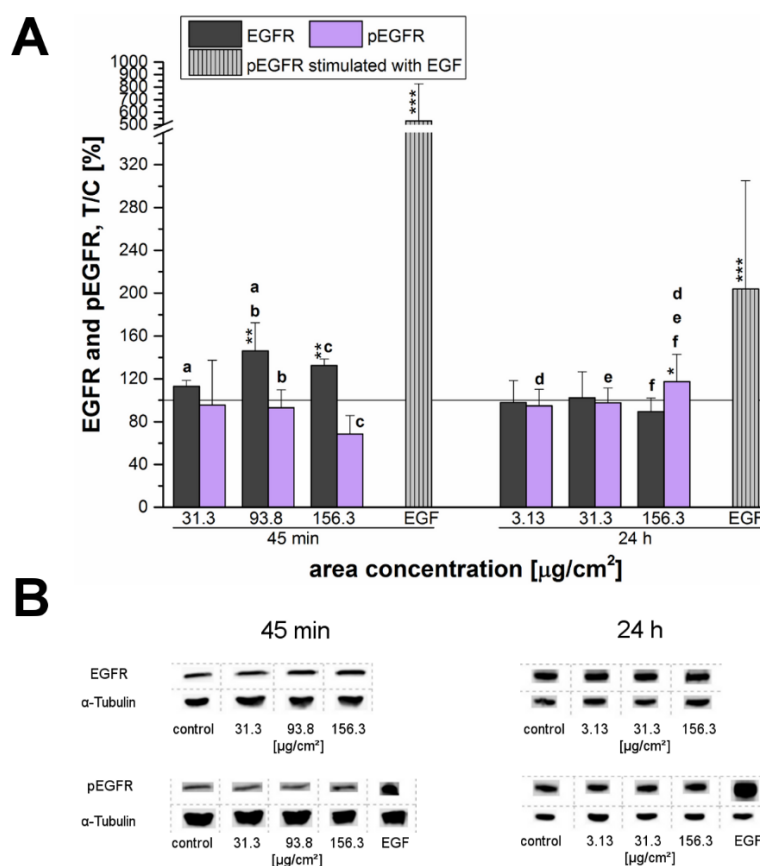 A
EGFR pEGFR
pEGFR stimulated with EGF
EGFR and pEGFR, T/C [%]
1000
900
800
700
600
500
320
280
240
200
160
120
80
40
0
a
** a b
b
** c
c
***
d
e
f
* d e f
***
31.3 93.8 156.3 EGF 3.13 31.3 156.3 EGF
45 min 24 h
area concentration [µg/cm²]
B
45 min 24 h
EGFR
α-Tubulin
control 31.3 93.8 156.3 control 3.13 31.3 156.3
[µg/cm²] [µg/cm²]
pEGFR
α-Tubulin
control 31.3 93.8 156.3 EGF control 3.13 31.3 156.3 EGF
[µg/cm²] [µg/cm²]